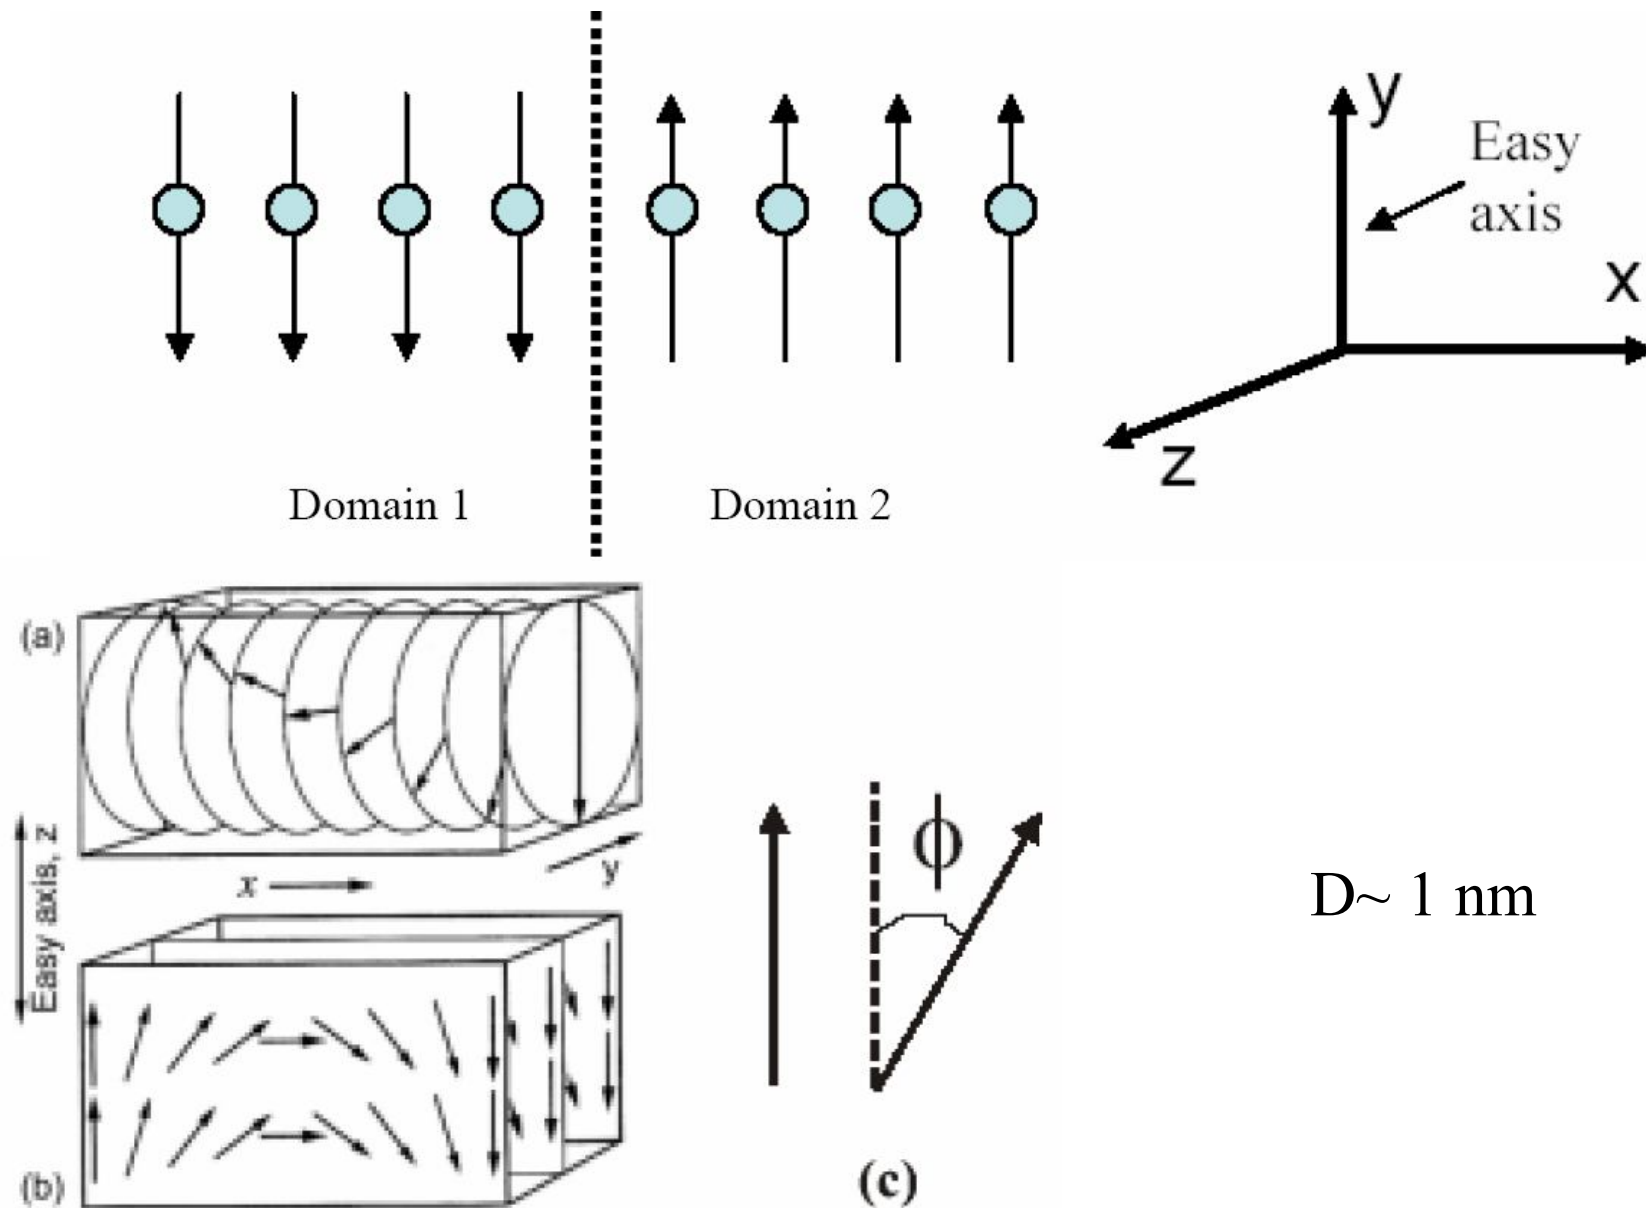 y
Easy
axis
x
z
Domain 1
Domain 2
(a)
Easy axis, z
x
y
(b)
ϕ
(c)
D~ 1 nm